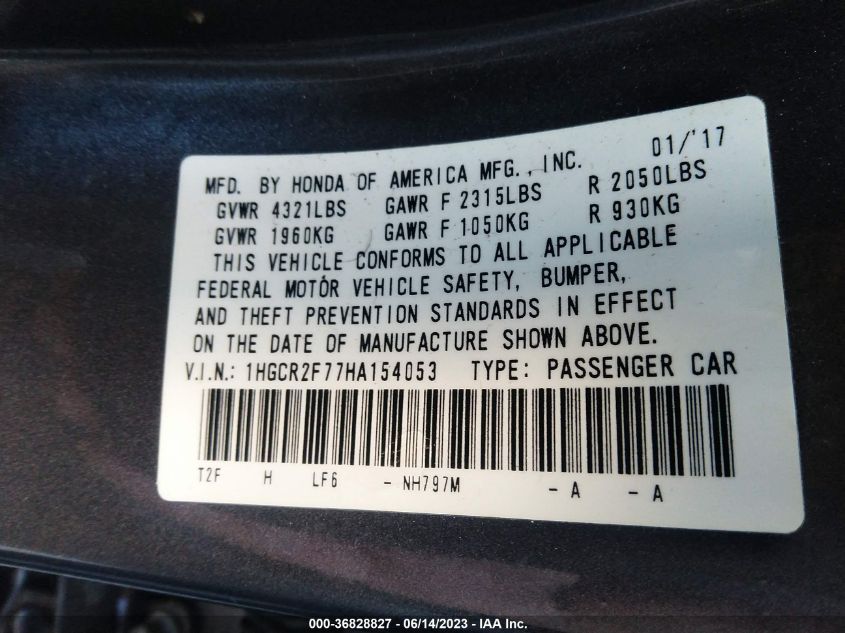 01/'17
MFD. BY HONDA OF AMERICA MFG., INC.
GVWR 4321LBS GAWR F 2315LBS R 2050LBS
GVWR 1960KG GAWR F 1050KG R 930KG
THIS VEHICLE CONFORMS TO ALL APPLICABLE
FEDERAL MOTOR VEHICLE SAFETY, BUMPER,
AND THEFT PREVENTION STANDARDS IN EFFECT
ON THE DATE OF MANUFACTURE SHOWN ABOVE.
V.I.N.: 1HGCR2F77HA154053 TYPE: PASSENGER CAR
T2F H LF6 - NH797M - A - A
000-36828827 - 06/14/2023 - IAA Inc.